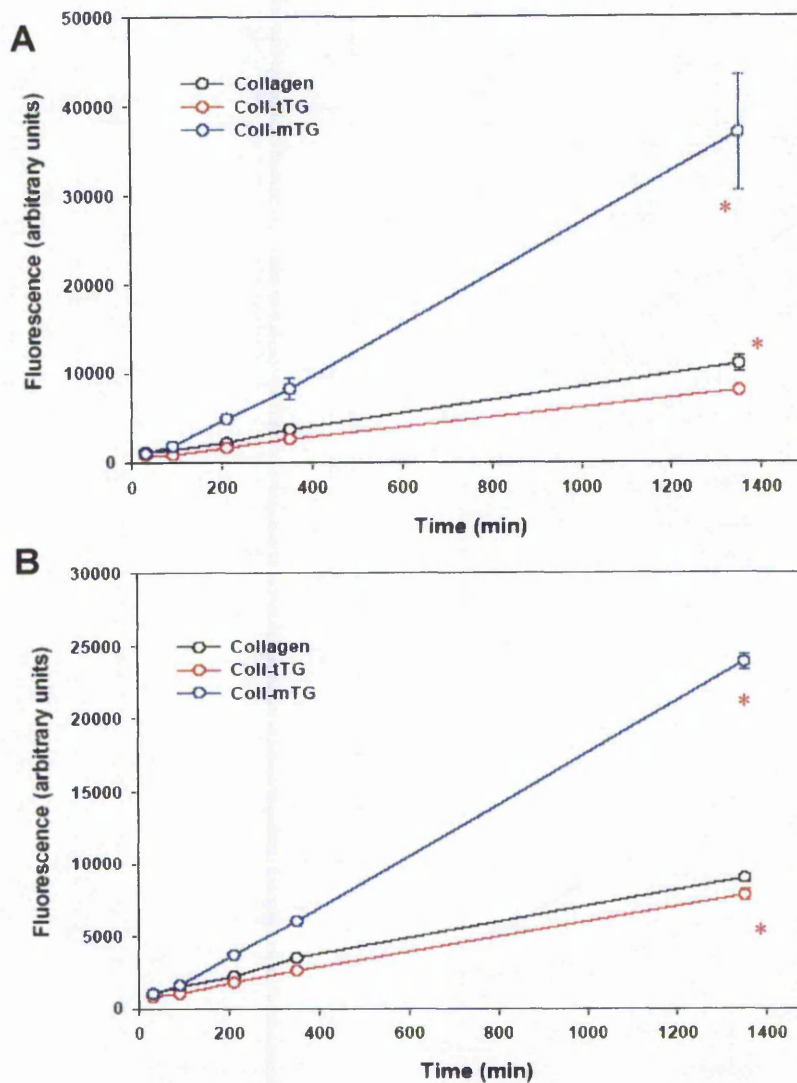 A
50000
40000
30000
20000
10000
0
Fluorescence (arbitrary units)
Collagen
Coll-tTG
Coll-mTG
*
*
0 200 400 600 800 1000 1200 1400
Time (min)
B
30000
25000
20000
15000
10000
5000
0
Fluorescence (arbitrary units)
Collagen
Coll-tTG
Coll-mTG
*
*
0 200 400 600 800 1000 1200 1400
Time (min)